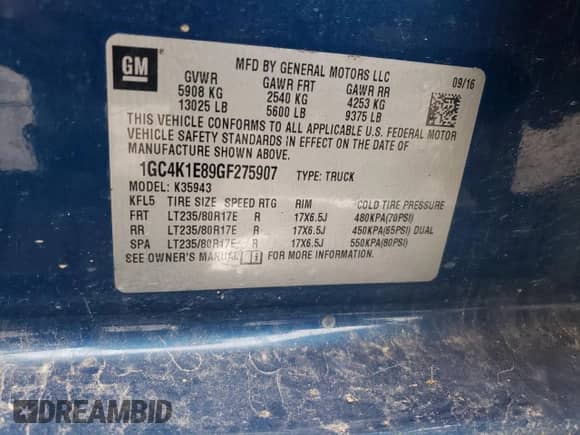 GM
MFD BY GENERAL MOTORS LLC
09/16
GVWR GAWR FRT GAWR RR
5908 KG 2540 KG 4253 KG
13025 LB 5600 LB 9375 LB
THIS VEHICLE CONFORMS TO ALL APPLICABLE U.S. FEDERAL MOTOR
VEHICLE SAFETY STANDARDS IN EFFECT ON THE DATE OF
MANUFACTURE SHOWN ABOVE.
1GC4K1E89GF275907 TYPE: TRUCK
MODEL: K35943
KFL5 TIRE SIZE SPEED RTG RIM COLD TIRE PRESSURE
FRT LT235/80R17E R 17X6.5J 480KPA(70PSI)
RR LT235/80R17E R 17X6.5J 450KPA(65PSI) DUAL
SPA LT235/80R17E R 17X6.5J 550KPA(80PSI)
SEE OWNER'S MANUAL FOR MORE INFORMATION.
DREAMBID